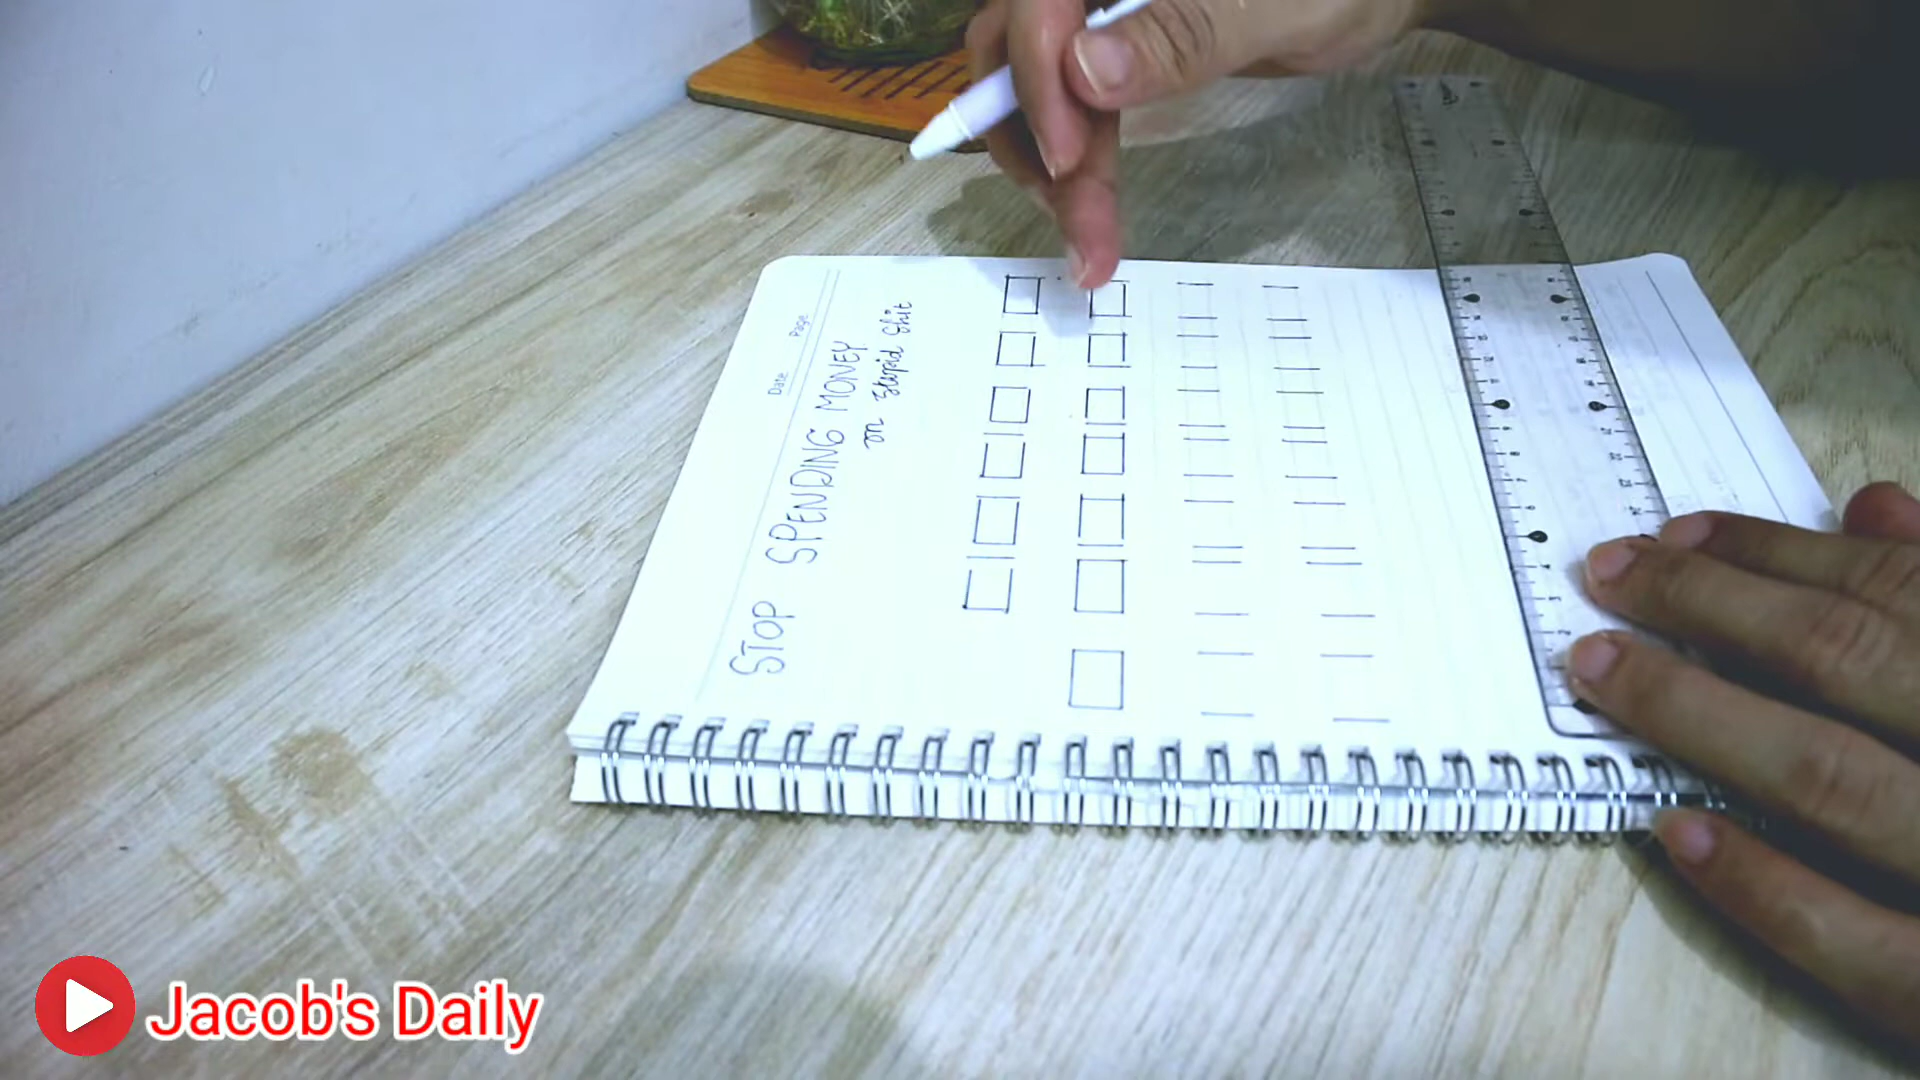 Date
Page
STOP SPENDING MONEY
on stupid shit
Jacob's Daily